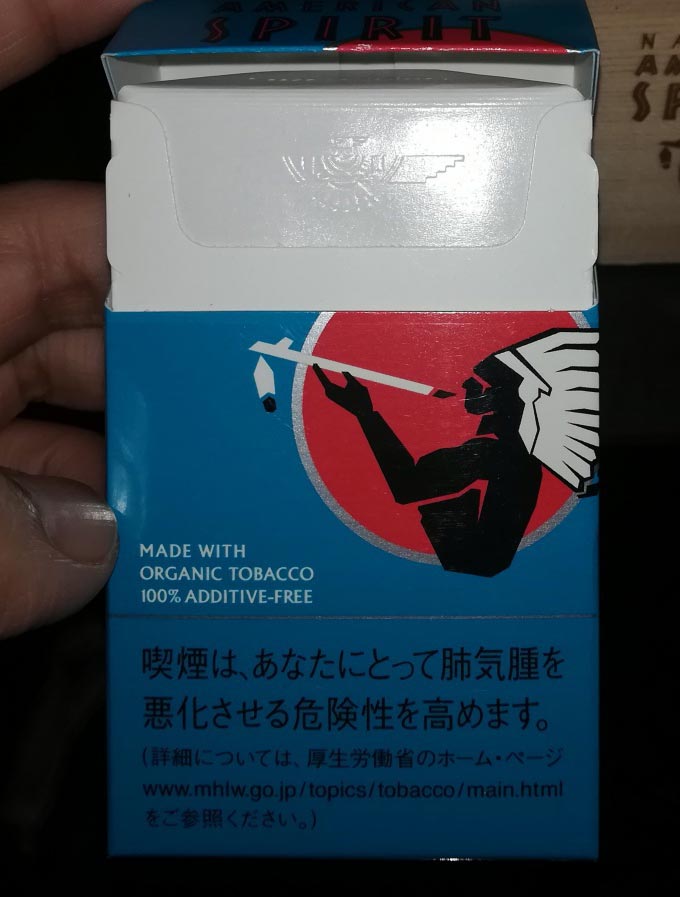 AMERICAN
SPIRIT
NA
AM
SP
MADE WITH
ORGANIC TOBACCO
100% ADDITIVE-FREE
喫煙は、あなたにとって肺気腫を
悪化させる危険性を高めます。
(詳細については、厚生労働省のホーム・ページ
www.mhlw.go.jp/topics/tobacco/main.html
をご参照ください。)